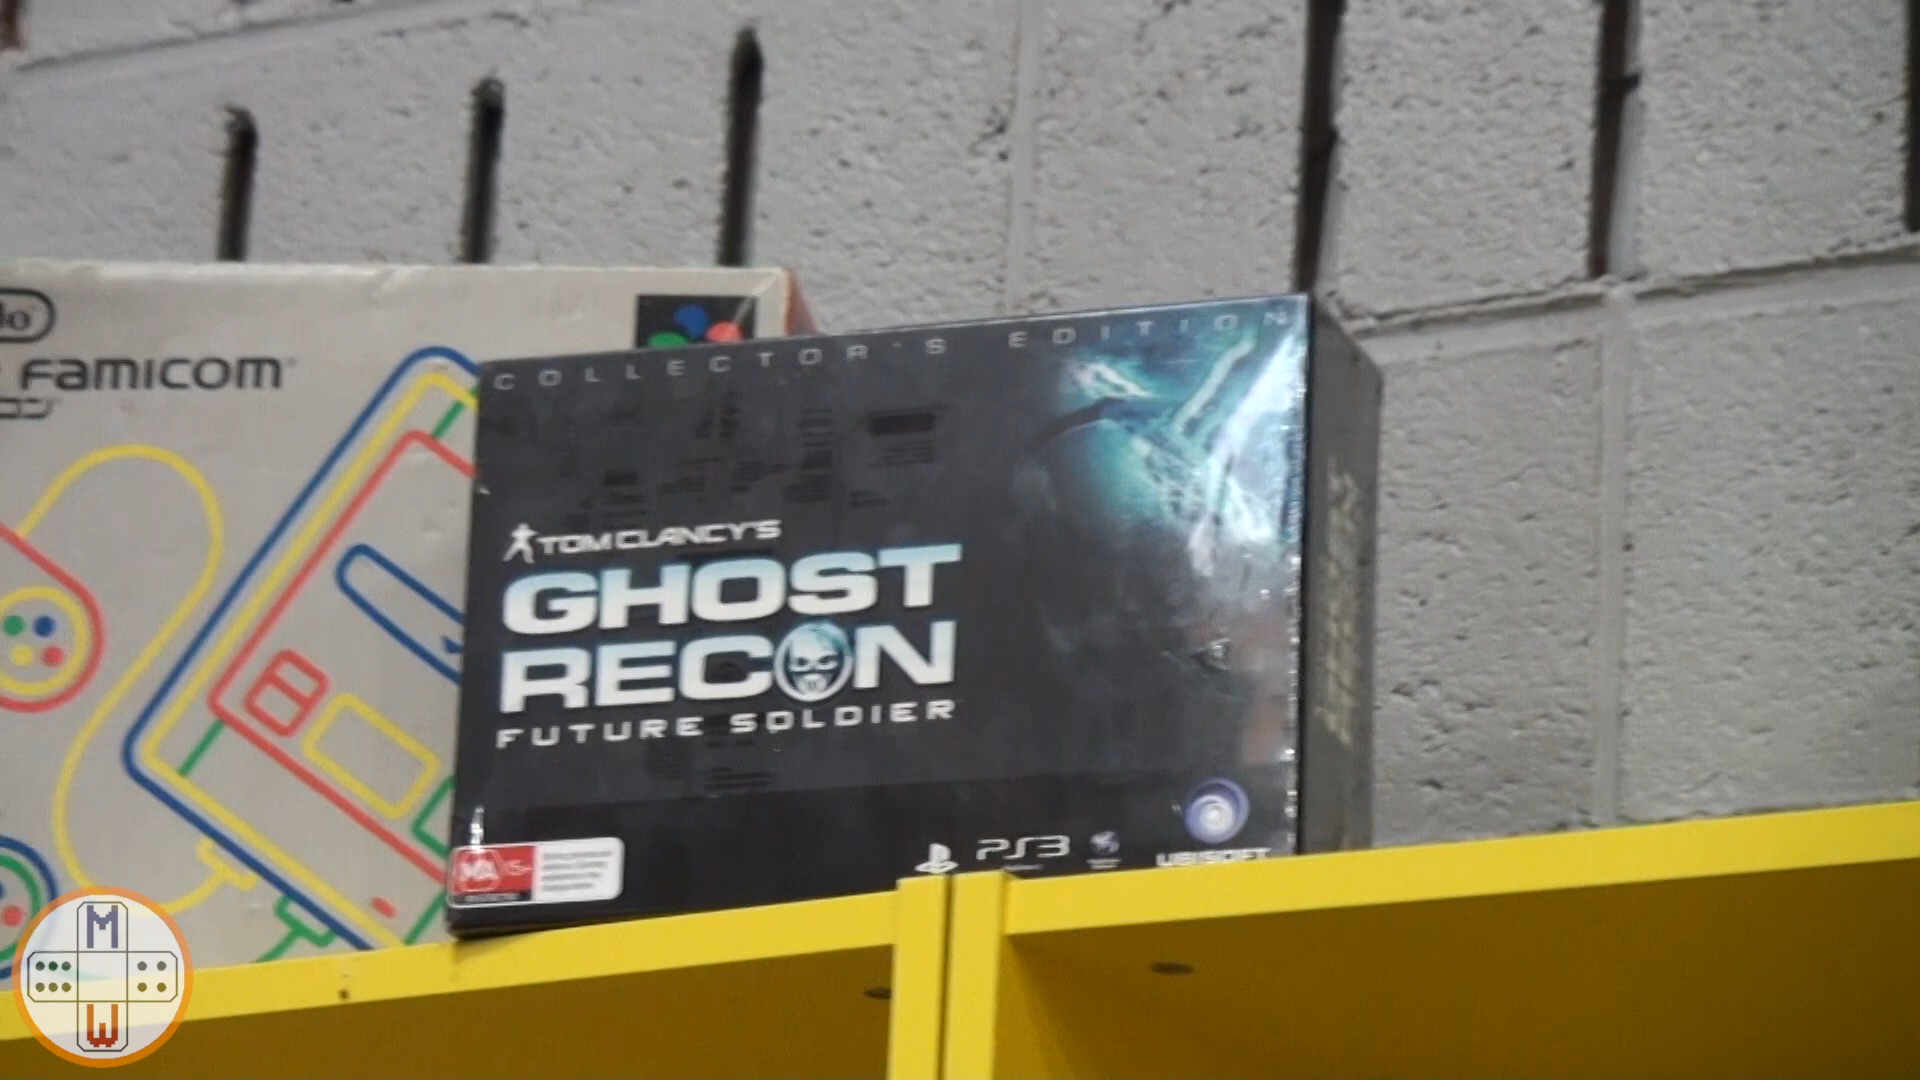 FAMICOM
COLLECTOR'S EDITION
TOM CLANCY'S
GHOST
RECON
FUTURE SOLDIER
MA 15+
PS3
UBISOFT
M
W